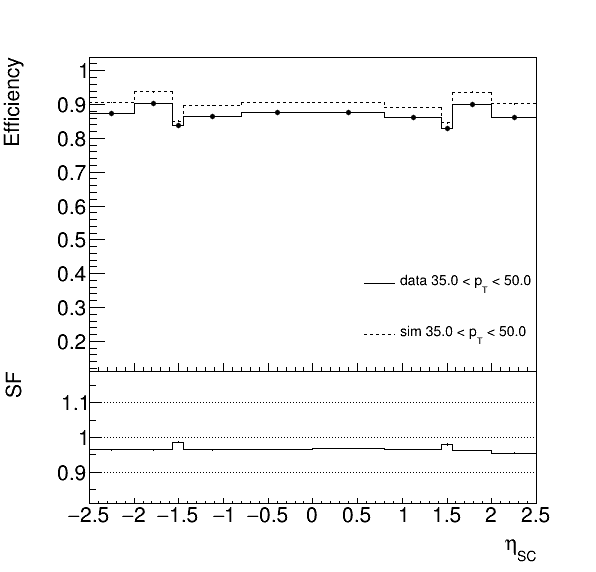 Efficiency
1
0.9
0.8
0.7
0.6
0.5
0.4
0.3
0.2
data 35.0 < p_T < 50.0
sim 35.0 < p_T < 50.0
SF
1.1
1
0.9
−2.5 −2 −1.5 −1 −0.5 0 0.5 1 1.5 2 2.5
η_SC